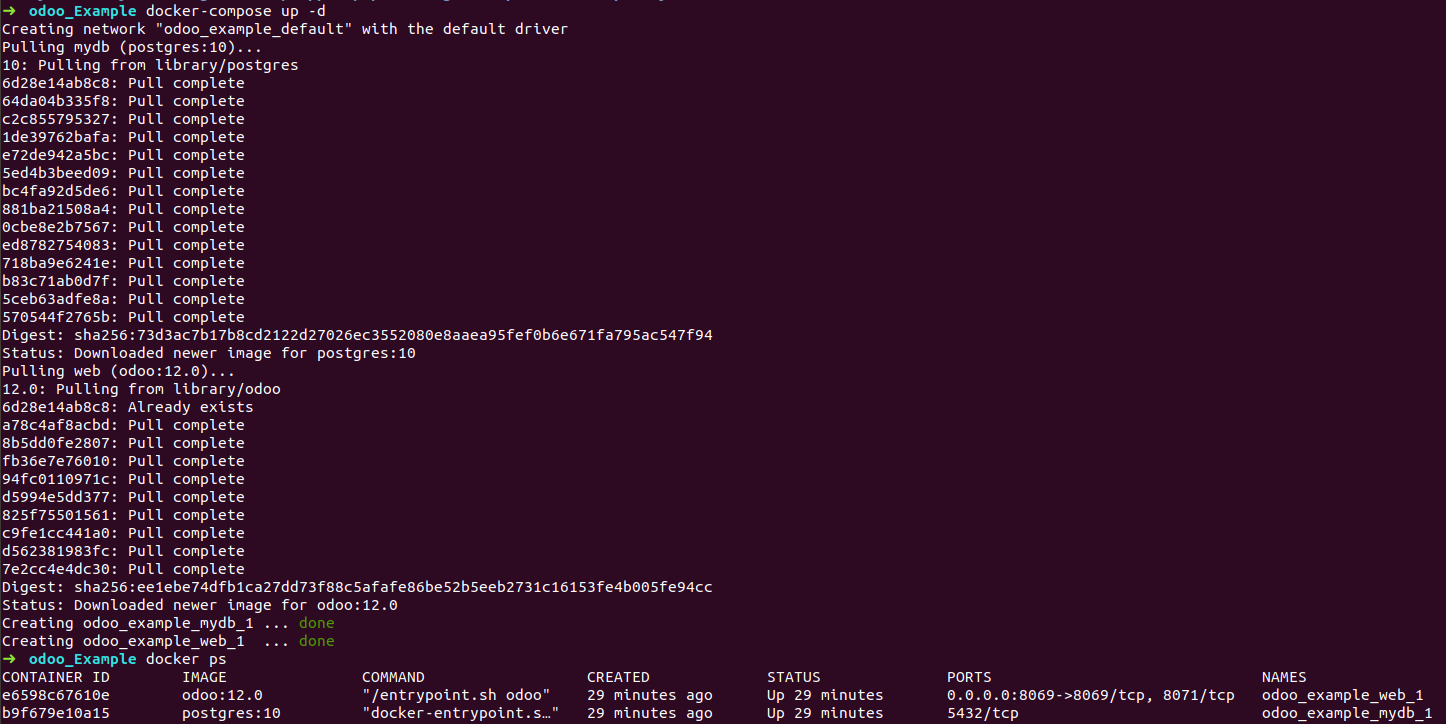 ➜ odoo_Example docker-compose up -d
Creating network "odoo_example_default" with the default driver
Pulling mydb (postgres:10)...
10: Pulling from library/postgres
6d28e14ab8c8: Pull complete
64da04b335f8: Pull complete
c2c855795327: Pull complete
1de39762bafa: Pull complete
e72de942a5bc: Pull complete
5ed4b3beed09: Pull complete
bc4fa92d5de6: Pull complete
881ba21508a4: Pull complete
0cbe8e2b7567: Pull complete
ed8782754083: Pull complete
718ba9e6241e: Pull complete
b83c71ab0d7f: Pull complete
5ceb63adfe8a: Pull complete
570544f2765b: Pull complete
Digest: sha256:73d3ac7b17b8cd2122d27026ec3552080e8aaea95fef0b6e671fa795ac547f94
Status: Downloaded newer image for postgres:10
Pulling web (odoo:12.0)...
12.0: Pulling from library/odoo
6d28e14ab8c8: Already exists
a78c4af8acbd: Pull complete
8b5dd0fe2807: Pull complete
fb36e7e76010: Pull complete
94fc0110971c: Pull complete
d5994e5dd377: Pull complete
825f75501561: Pull complete
c9fe1cc441a0: Pull complete
d562381983fc: Pull complete
7e2cc4e4dc30: Pull complete
Digest: sha256:ee1ebe74dfb1ca27dd73f88c5afafe86be52b5eeb2731c16153fe4b005fe94cc
Status: Downloaded newer image for odoo:12.0
Creating odoo_example_mydb_1 ... done
Creating odoo_example_web_1  ... done
➜ odoo_Example docker ps
CONTAINER ID IMAGE COMMAND CREATED STATUS PORTS NAMES
e6598c67610e odoo:12.0 "/entrypoint.sh odoo" 29 minutes ago Up 29 minutes 0.0.0.0:8069->8069/tcp, 8071/tcp odoo_example_web_1
b9f679e10a15 postgres:10 "docker-entrypoint.s…" 29 minutes ago Up 29 minutes 5432/tcp odoo_example_mydb_1